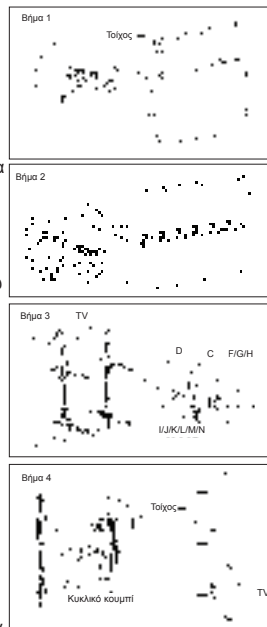 Βήμα 1
Τοίχος
Βήμα 2
Βήμα 3
TV
D
C
F/G/H
I/J/K/L/M/N
Βήμα 4
Τοίχος
TV
Κυκλικό κουμπί